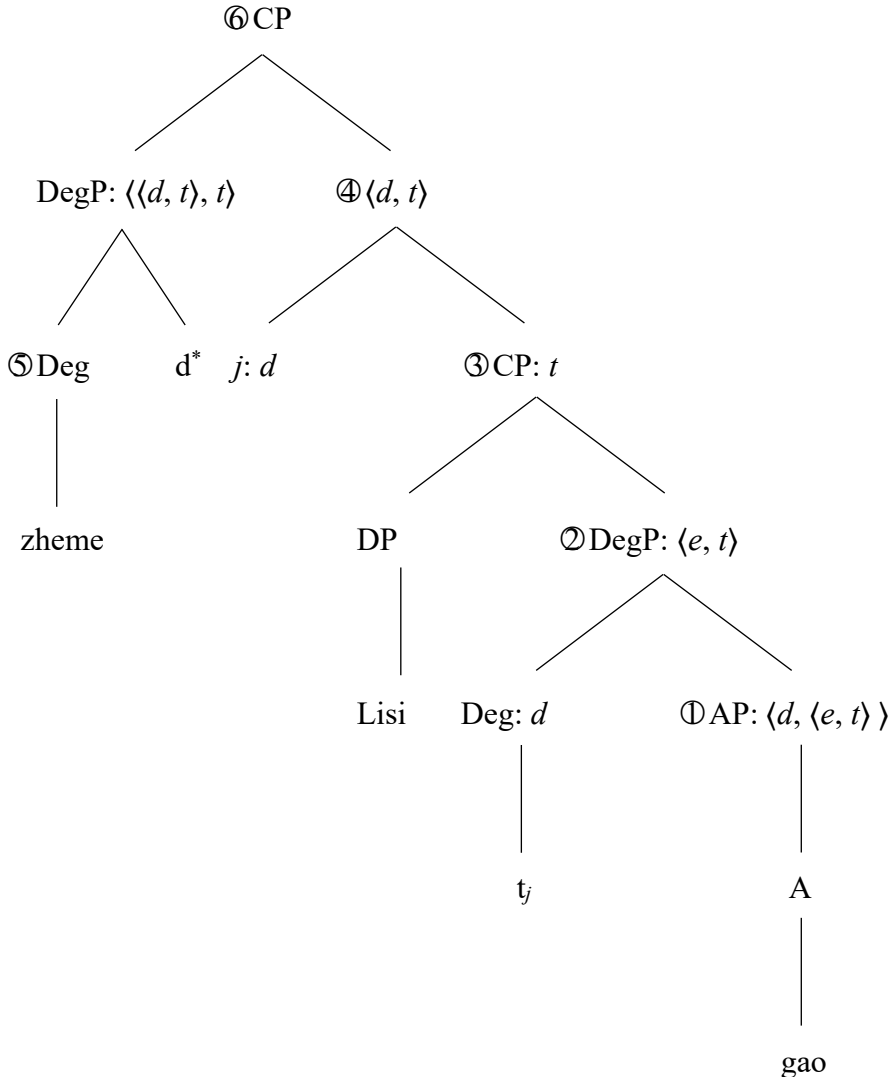 ⑥CP
DegP: ⟨⟨d, t⟩, t⟩ ④⟨d, t⟩
⑤Deg d* j: d ③CP: t
zheme DP ②DegP: ⟨e, t⟩
Lisi Deg: d ①AP: ⟨d, ⟨e, t⟩ ⟩
tj A
gao